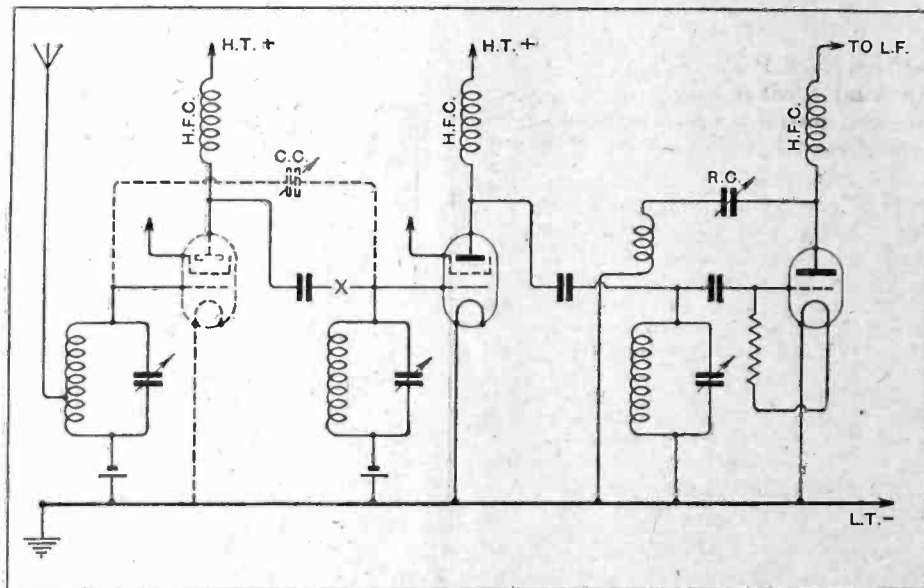 H.T. +
H.T. +
TO L.F.
H.F.C.
H.F.C.
H.F.C.
C.C.
R.C.
X
L.T.-